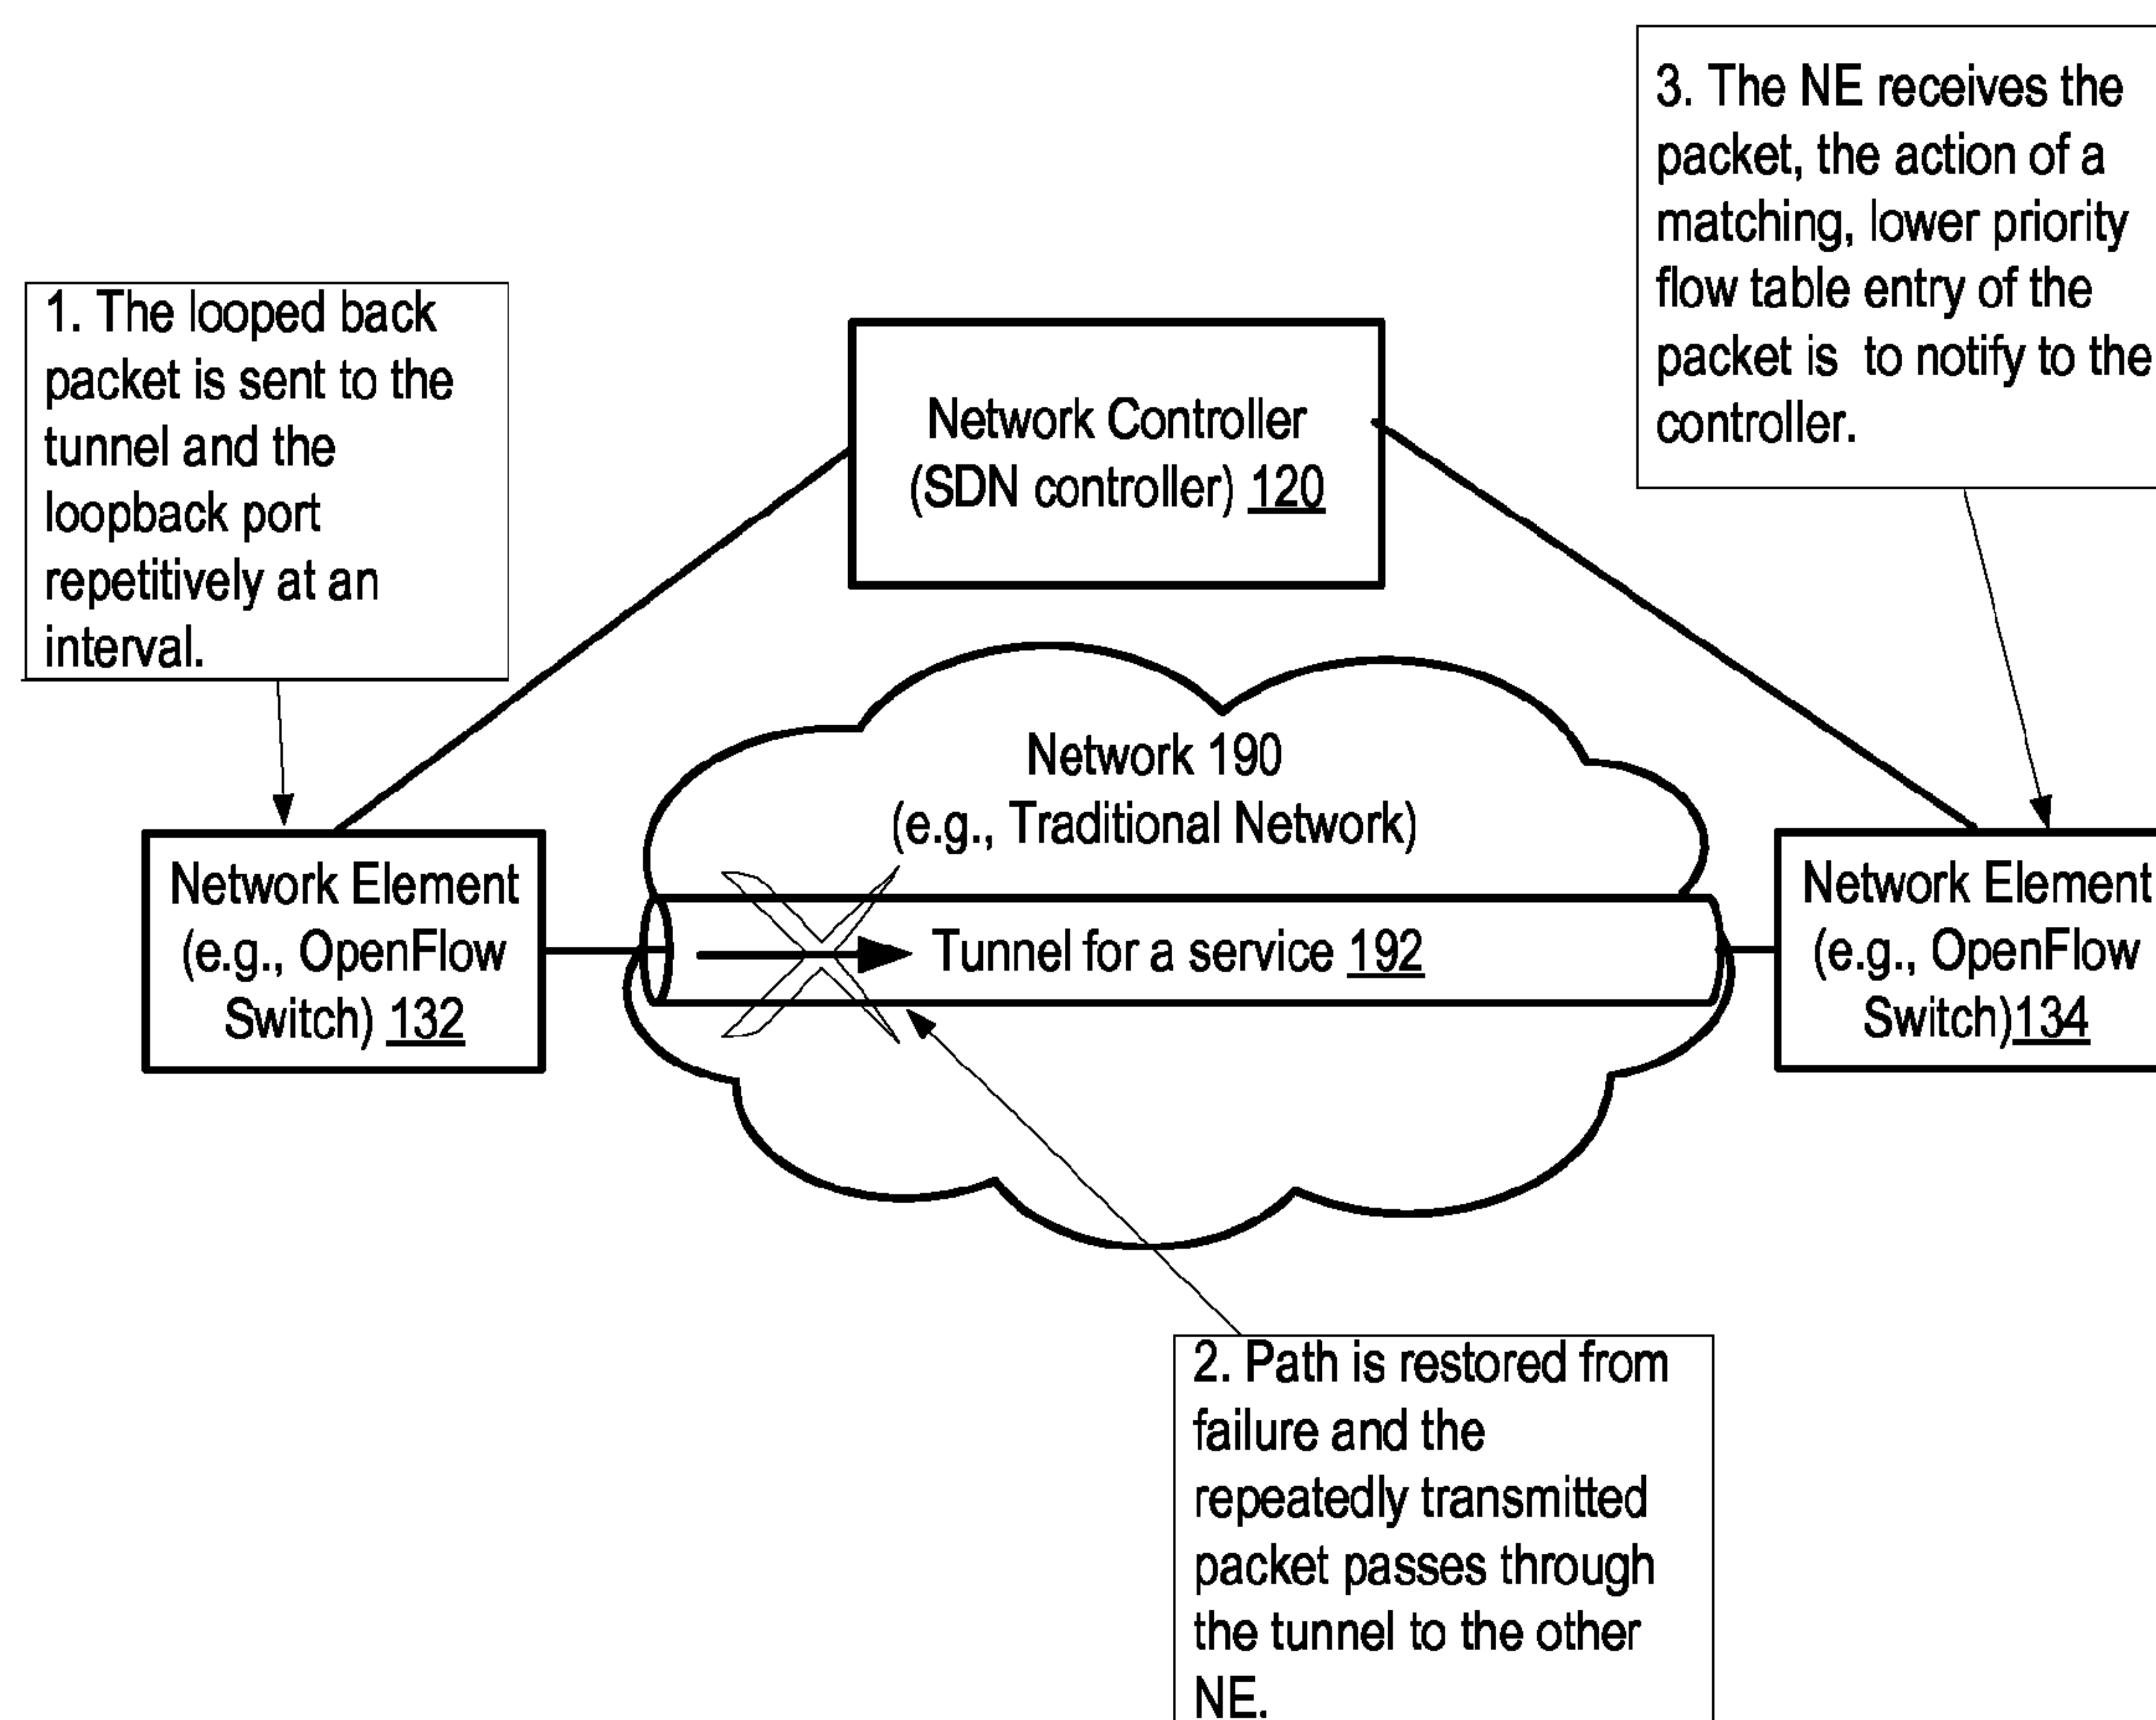 1. The looped back
packet is sent to the
tunnel and the
loopback port
repetitively at an
interval.
Network Controller
(SDN controller) 120
3. The NE receives the
packet, the action of a
matching, lower priority
flow table entry of the
packet is to notify to the
controller.
Network 190
(e.g., Traditional Network)
Network Element
(e.g., OpenFlow
Switch) 132
Tunnel for a service 192
Network Element
(e.g., OpenFlow
Switch)134
2. Path is restored from
failure and the
repeatedly transmitted
packet passes through
the tunnel to the other
NE.